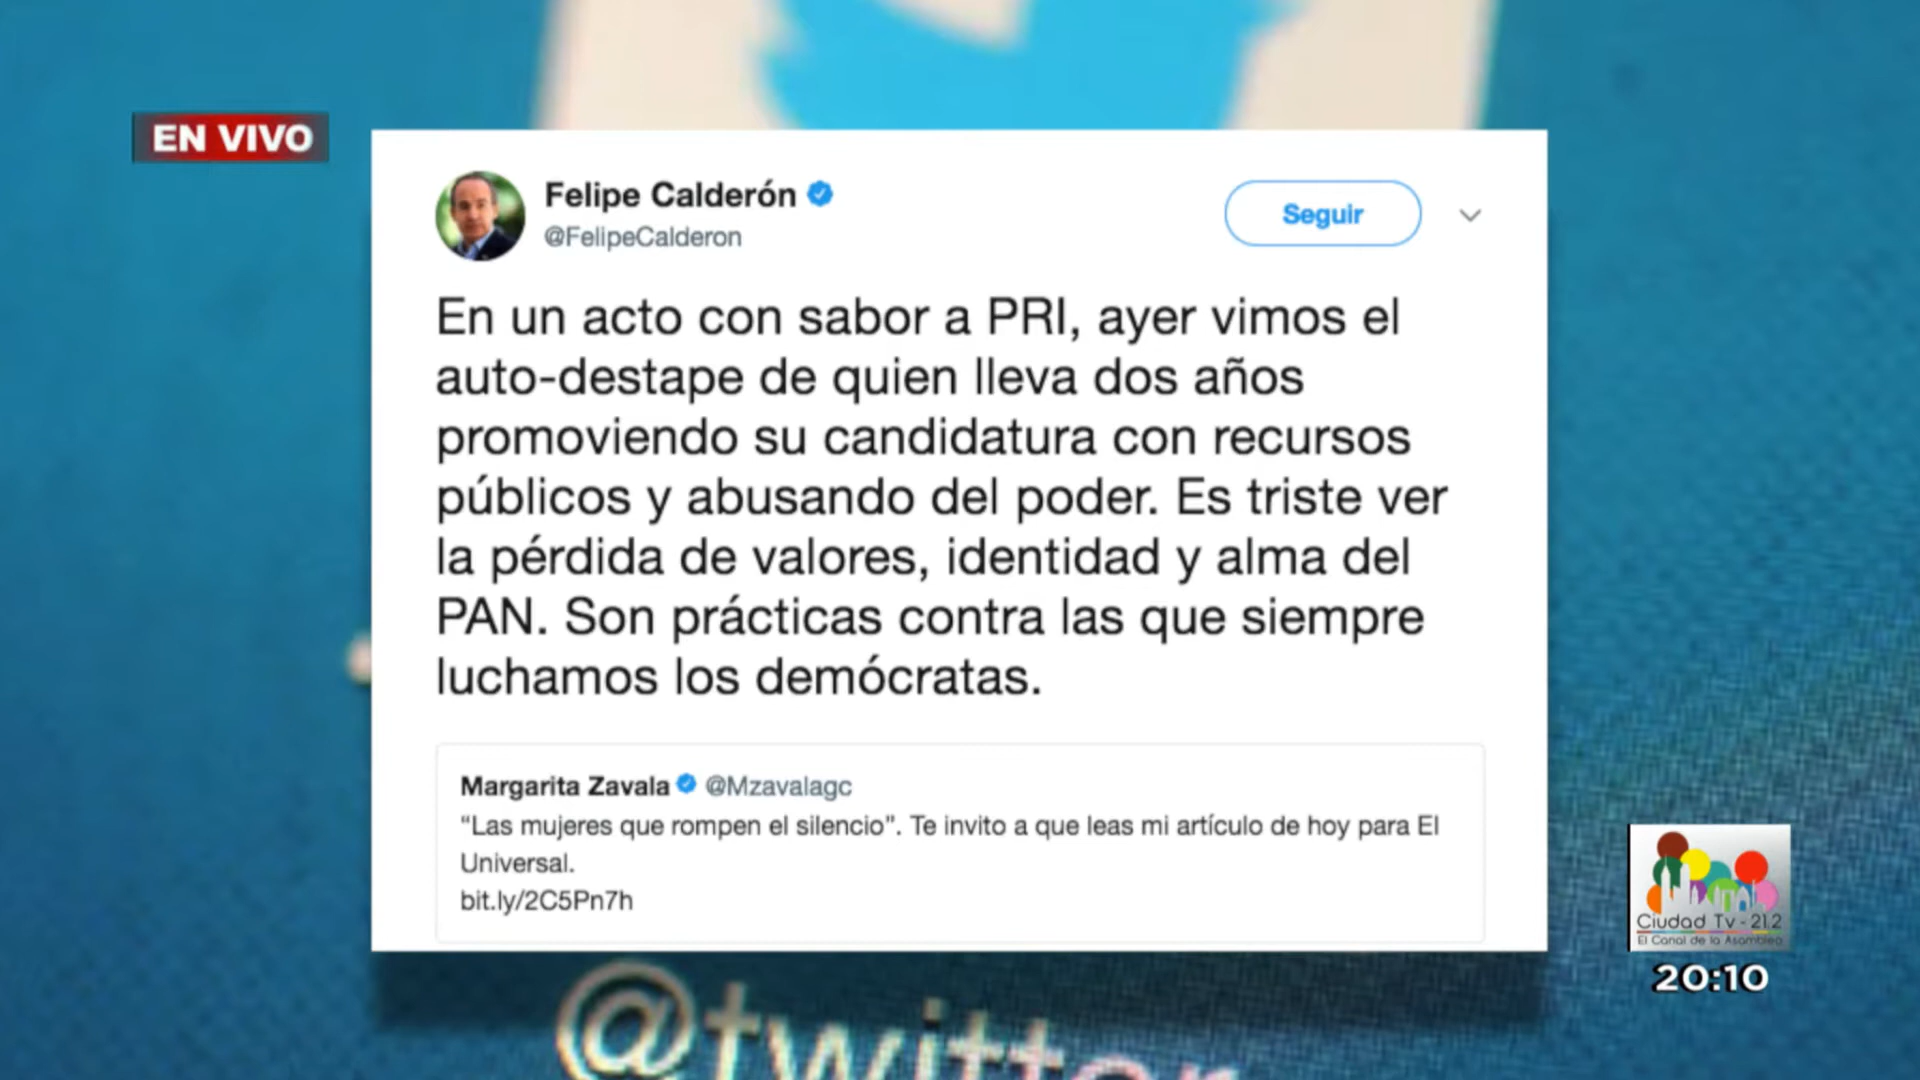 EN VIVO
Felipe Calderón
@FelipeCalderon
Seguir
En un acto con sabor a PRI, ayer vimos el
auto-destape de quien lleva dos años
promoviendo su candidatura con recursos
públicos y abusando del poder. Es triste ver
la pérdida de valores, identidad y alma del
PAN. Son prácticas contra las que siempre
luchamos los demócratas.
Margarita Zavala @Mzavalagc
“Las mujeres que rompen el silencio”. Te invito a que leas mi artículo de hoy para El
Universal.
bit.ly/2C5Pn7h
Ciudad Tv - 21.2
El Canal de la Asamblea
20:10
@twitter